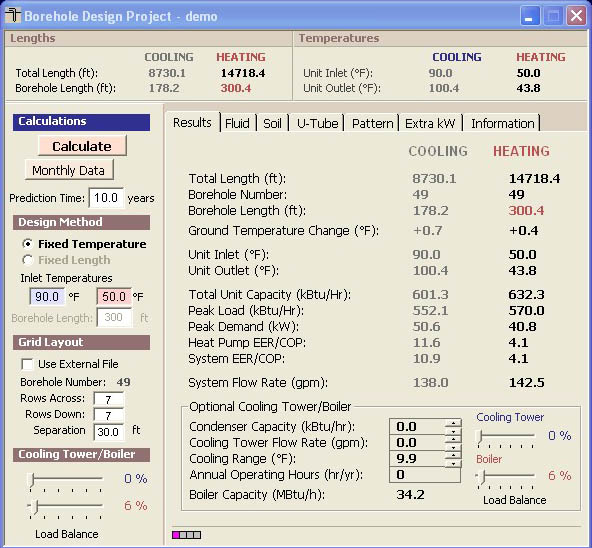 Borehole Design Project - demo
Lengths
COOLING HEATING
Total Length (ft): 8730.1 14718.4
Borehole Length (ft): 178.2 300.4
Temperatures
COOLING HEATING
Unit Inlet (°F): 90.0 50.0
Unit Outlet (°F): 100.4 43.8
Calculations
Calculate
Monthly Data
Prediction Time: 10.0 years
Design Method
Fixed Temperature
Fixed Length
Inlet Temperatures
90.0 °F 50.0 °F
Borehole Length: 300 ft
Grid Layout
Use External File
Borehole Number: 49
Rows Across: 7
Rows Down: 7
Separation 30.0 ft
Cooling Tower/Boiler
0 %
6 %
Load Balance
Results Fluid Soil U-Tube Pattern Extra kW Information
COOLING HEATING
Total Length (ft): 8730.1 14718.4
Borehole Number: 49 49
Borehole Length (ft): 178.2 300.4
Ground Temperature Change (°F): +0.7 +0.4
Unit Inlet (°F): 90.0 50.0
Unit Outlet (°F): 100.4 43.8
Total Unit Capacity (kBtu/Hr): 601.3 632.3
Peak Load (kBtu/Hr): 552.1 570.0
Peak Demand (kW): 50.6 40.8
Heat Pump EER/COP: 11.6 4.1
System EER/COP: 10.9 4.1
System Flow Rate (gpm): 138.0 142.5
Optional Cooling Tower/Boiler
Condenser Capacity (kBtu/hr): 0.0
Cooling Tower Flow Rate (gpm): 0.0
Cooling Range (°F): 9.9
Annual Operating Hours (hr/yr): 0
Boiler Capacity (MBtu/h): 34.2
Cooling Tower
0 %
Boiler
6 %
Load Balance